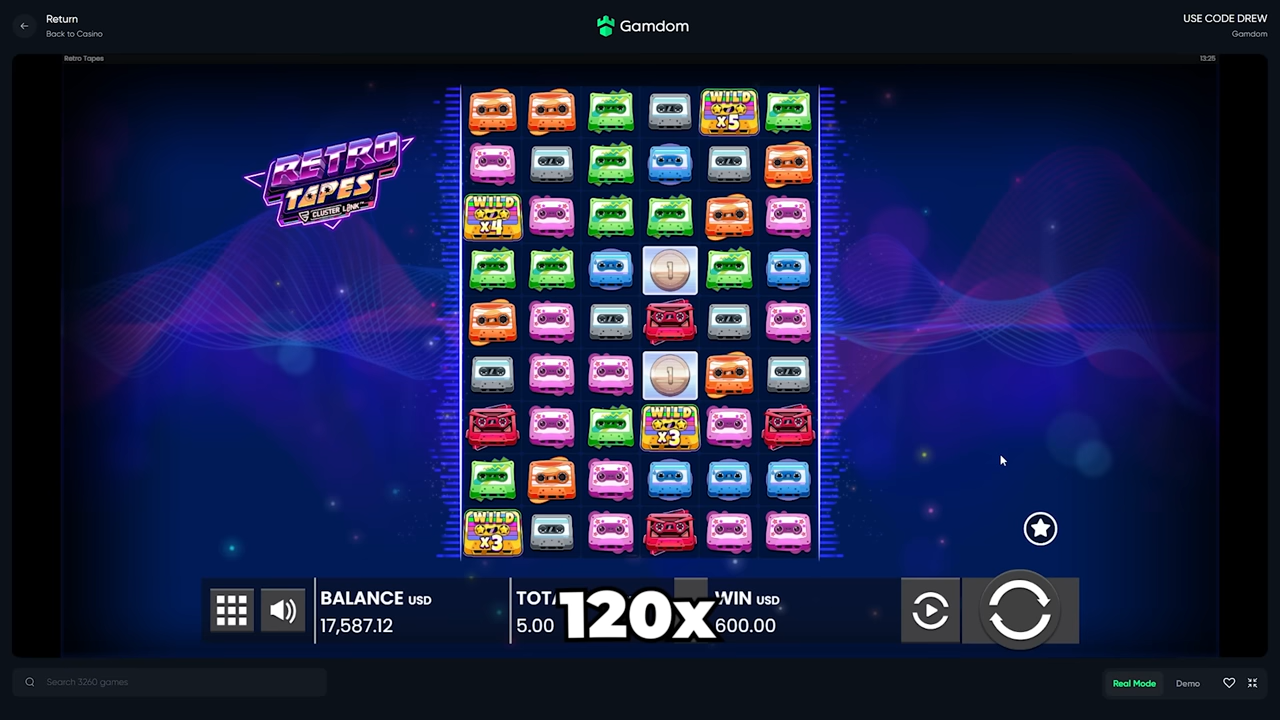 Return
Back to Casino
Gamdom
USE CODE DREW
Gamdom
Retro Tapes
13:25
RETRO
TAPES
CLUSTER LINK
WILD
x5
WILD
x4
1
1
WILD
x3
WILD
x3
BALANCE USD
17,587.12
TOTA
5.00
120x
WIN USD
600.00
Search 3260 games
Real Mode
Demo